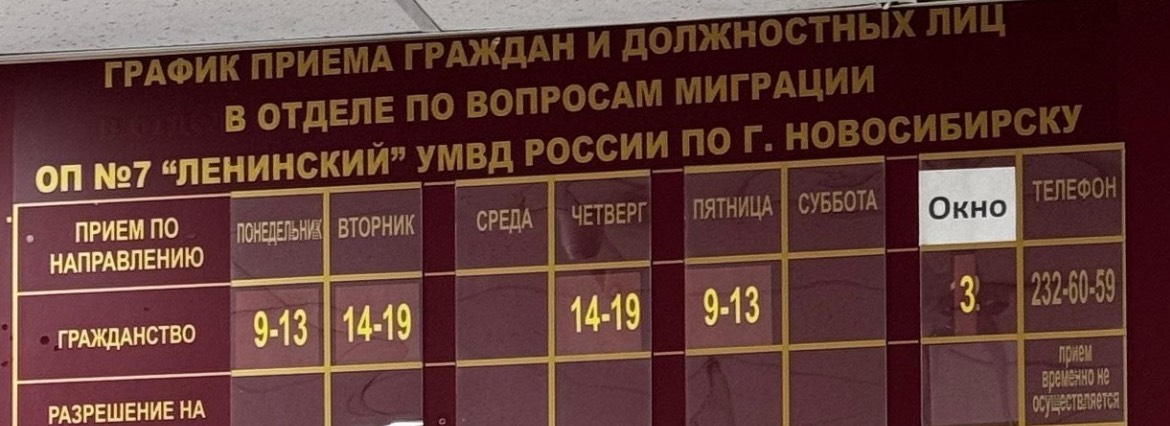 ГРАФИК ПРИЕМА ГРАЖДАН И ДОЛЖНОСТНЫХ ЛИЦ
В ОТДЕЛЕ ПО ВОПРОСАМ МИГРАЦИИ
ОП №7 “ЛЕНИНСКИЙ” УМВД РОССИИ ПО Г. НОВОСИБИРСКУ
ПРИЕМ ПО НАПРАВЛЕНИЮ ПОНЕДЕЛЬНИК ВТОРНИК СРЕДА ЧЕТВЕРГ ПЯТНИЦА СУББОТА Окно ТЕЛЕФОН
ГРАЖДАНСТВО 9-13 14-19 14-19 9-13 3 232-60-59
РАЗРЕШЕНИЕ НА прием временно не осуществляется